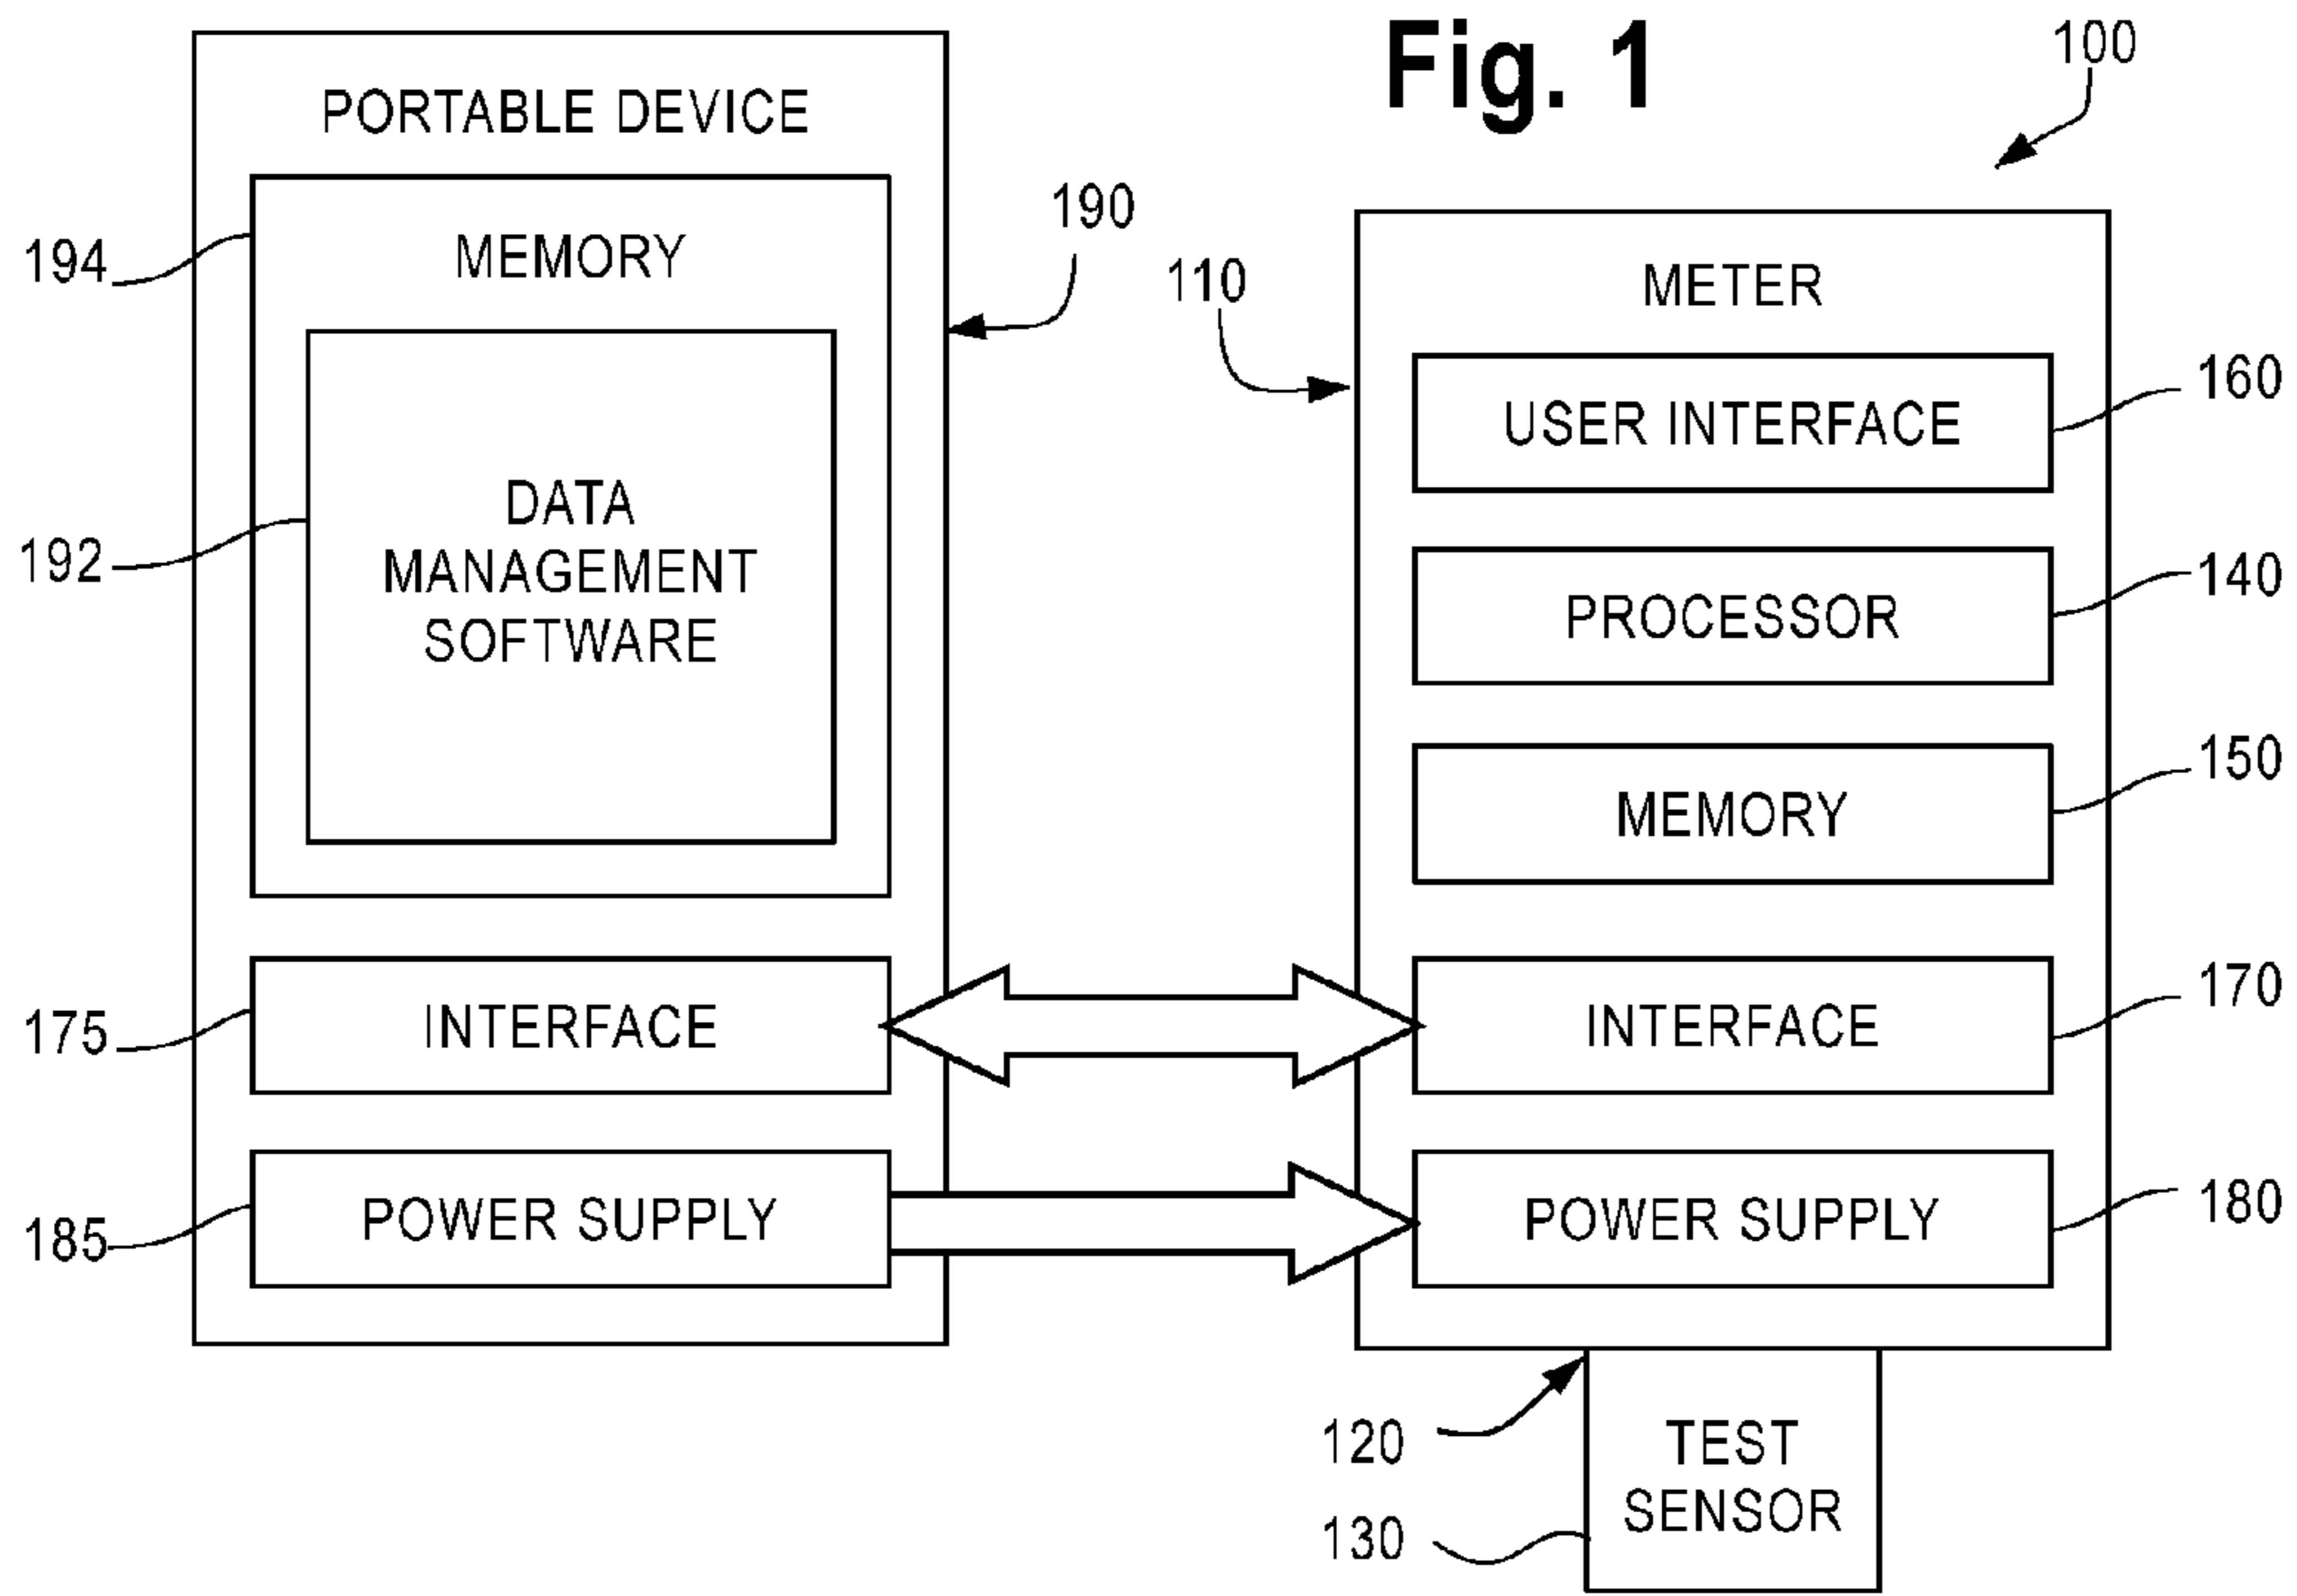 Fig. 1
100
PORTABLE DEVICE
190
194
MEMORY
110
METER
160
USER INTERFACE
192
DATA
MANAGEMENT
SOFTWARE
140
PROCESSOR
150
MEMORY
175
INTERFACE
170
INTERFACE
185
POWER SUPPLY
180
POWER SUPPLY
120
TEST
SENSOR
130